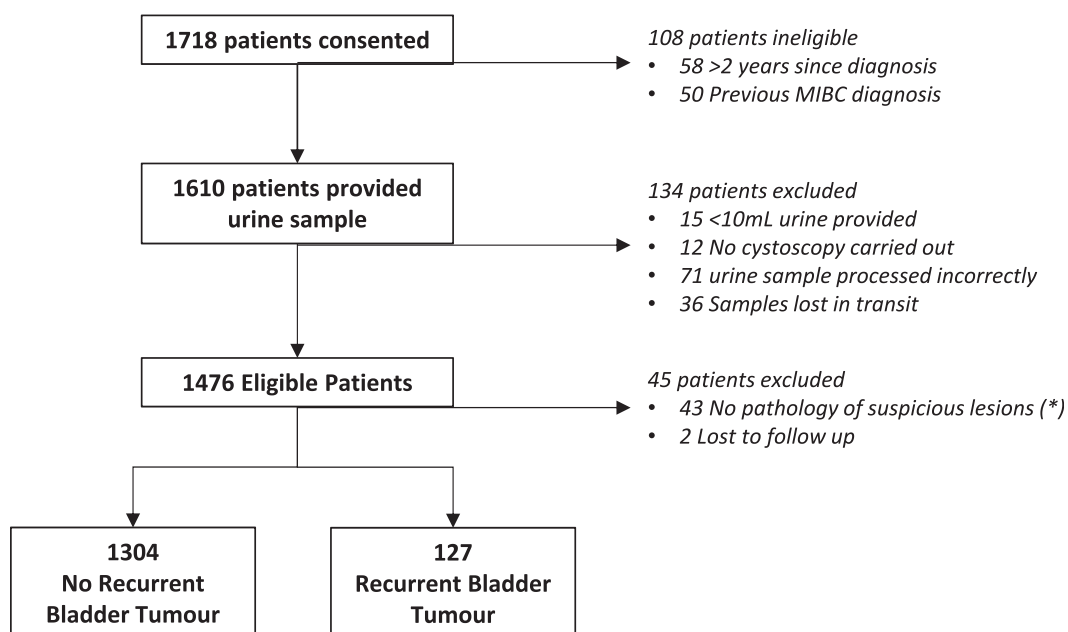 1718 patients consented
108 patients ineligible
• 58 >2 years since diagnosis
• 50 Previous MIBC diagnosis
1610 patients provided
urine sample
134 patients excluded
• 15 <10mL urine provided
• 12 No cystoscopy carried out
• 71 urine sample processed incorrectly
• 36 Samples lost in transit
1476 Eligible Patients
45 patients excluded
• 43 No pathology of suspicious lesions (*)
• 2 Lost to follow up
1304
No Recurrent
Bladder Tumour
127
Recurrent Bladder
Tumour